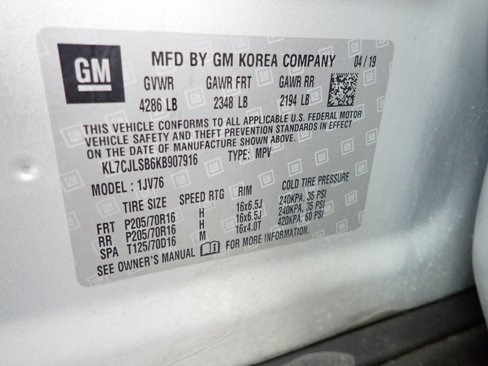 GM
MFD BY GM KOREA COMPANY 04/19
GVWR GAWR FRT GAWR RR
4286 LB 2348 LB 2194 LB
THIS VEHICLE CONFORMS TO ALL APPLICABLE U.S. FEDERAL MOTOR
VEHICLE SAFETY AND THEFT PREVENTION STANDARDS IN EFFECT
ON THE DATE OF MANUFACTURE SHOWN ABOVE.
KL7CJLSB6KB907916 TYPE: MPV
MODEL: 1JV76
TIRE SIZE SPEED RTG RIM COLD TIRE PRESSURE
FRT P205/70R16 H 16x6.5J 240KPA, 35 PSI
RR P205/70R16 H 16x6.5J 240KPA, 35 PSI
SPA T125/70D16 M 16x4.0T 420KPA, 60 PSI
SEE OWNER'S MANUAL FOR MORE INFORMATION.